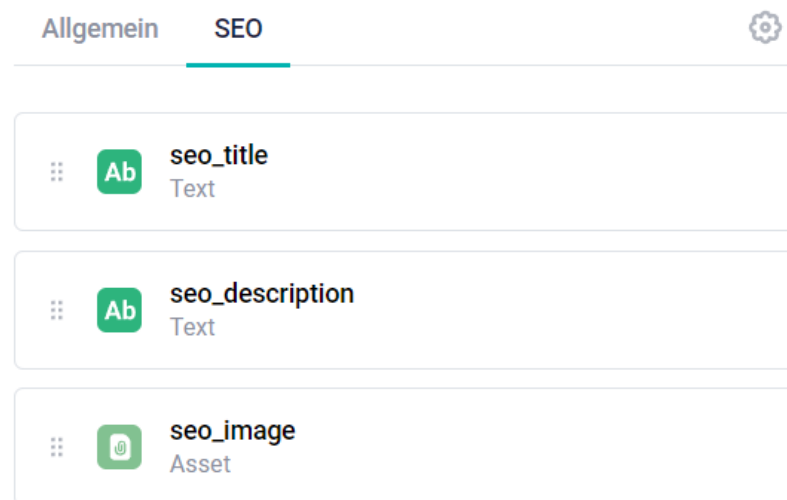 Allgemein SEO
Ab seo_title
Text
Ab seo_description
Text
seo_image
Asset